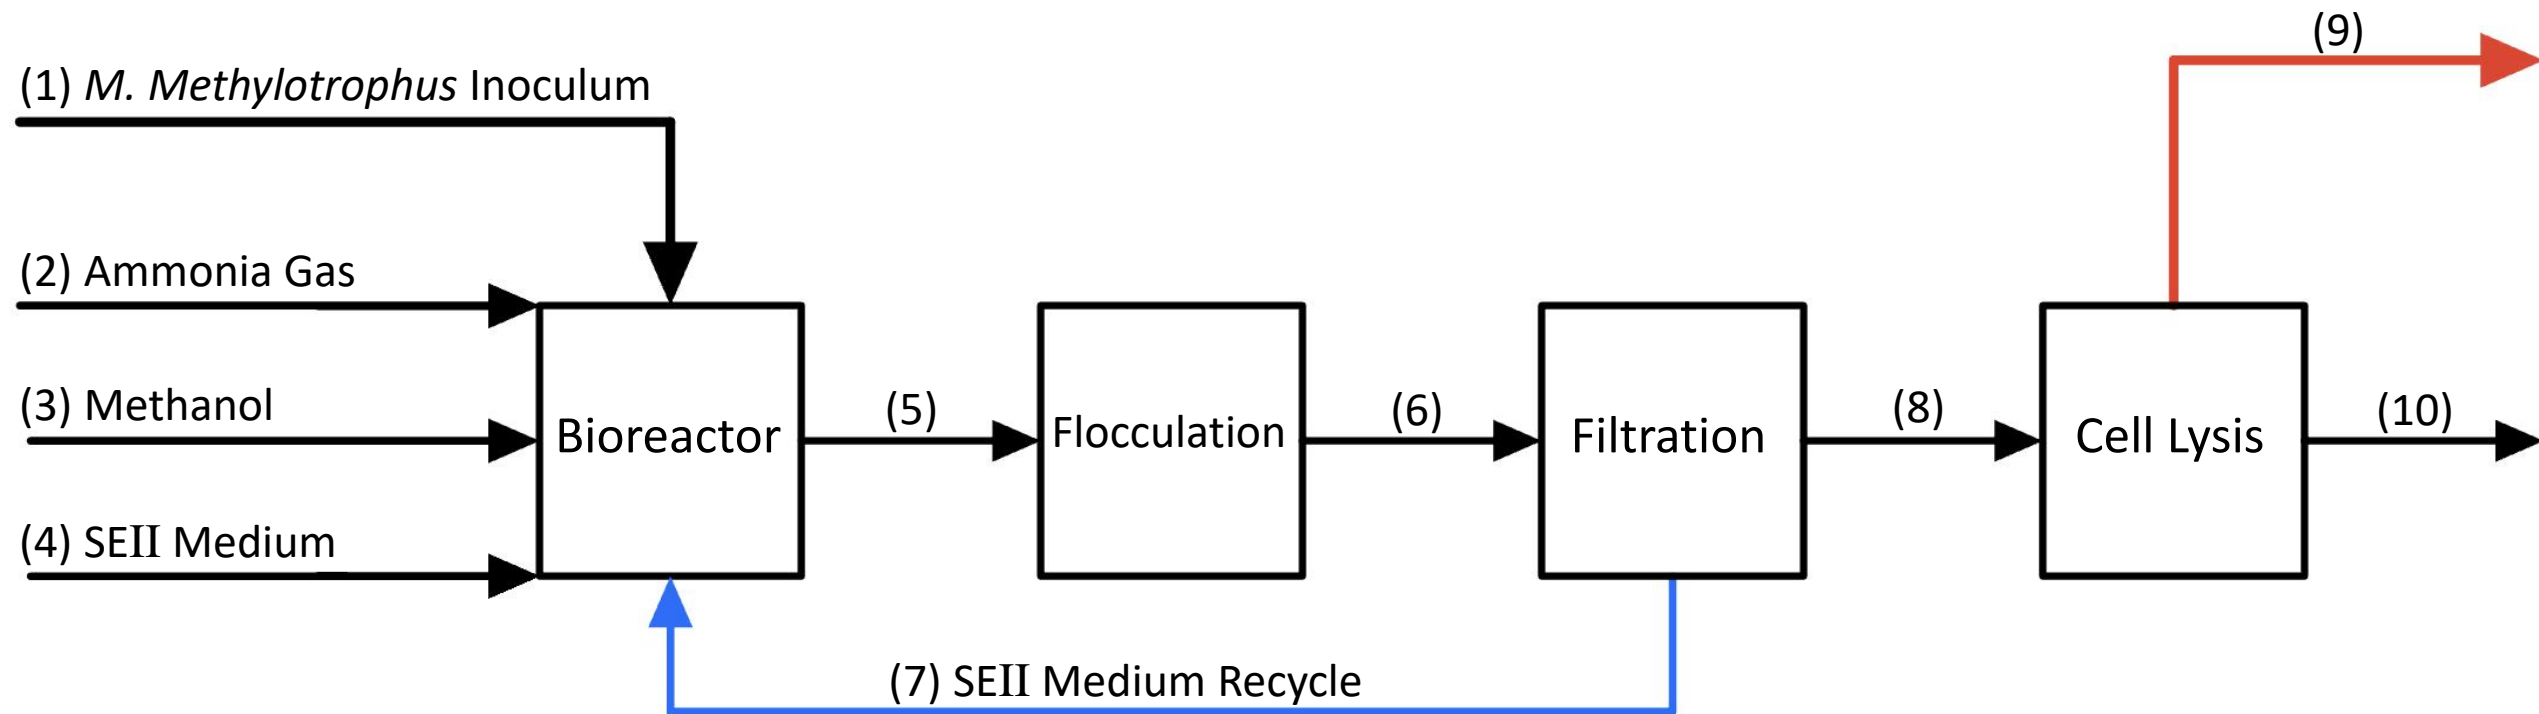 (9)
(1) M. Methylotrophus Inoculum
(2) Ammonia Gas
(3) Methanol
(5)
(6)
(8)
(10)
Bioreactor
Flocculation
Filtration
Cell Lysis
(4) SEII Medium
(7) SEII Medium Recycle